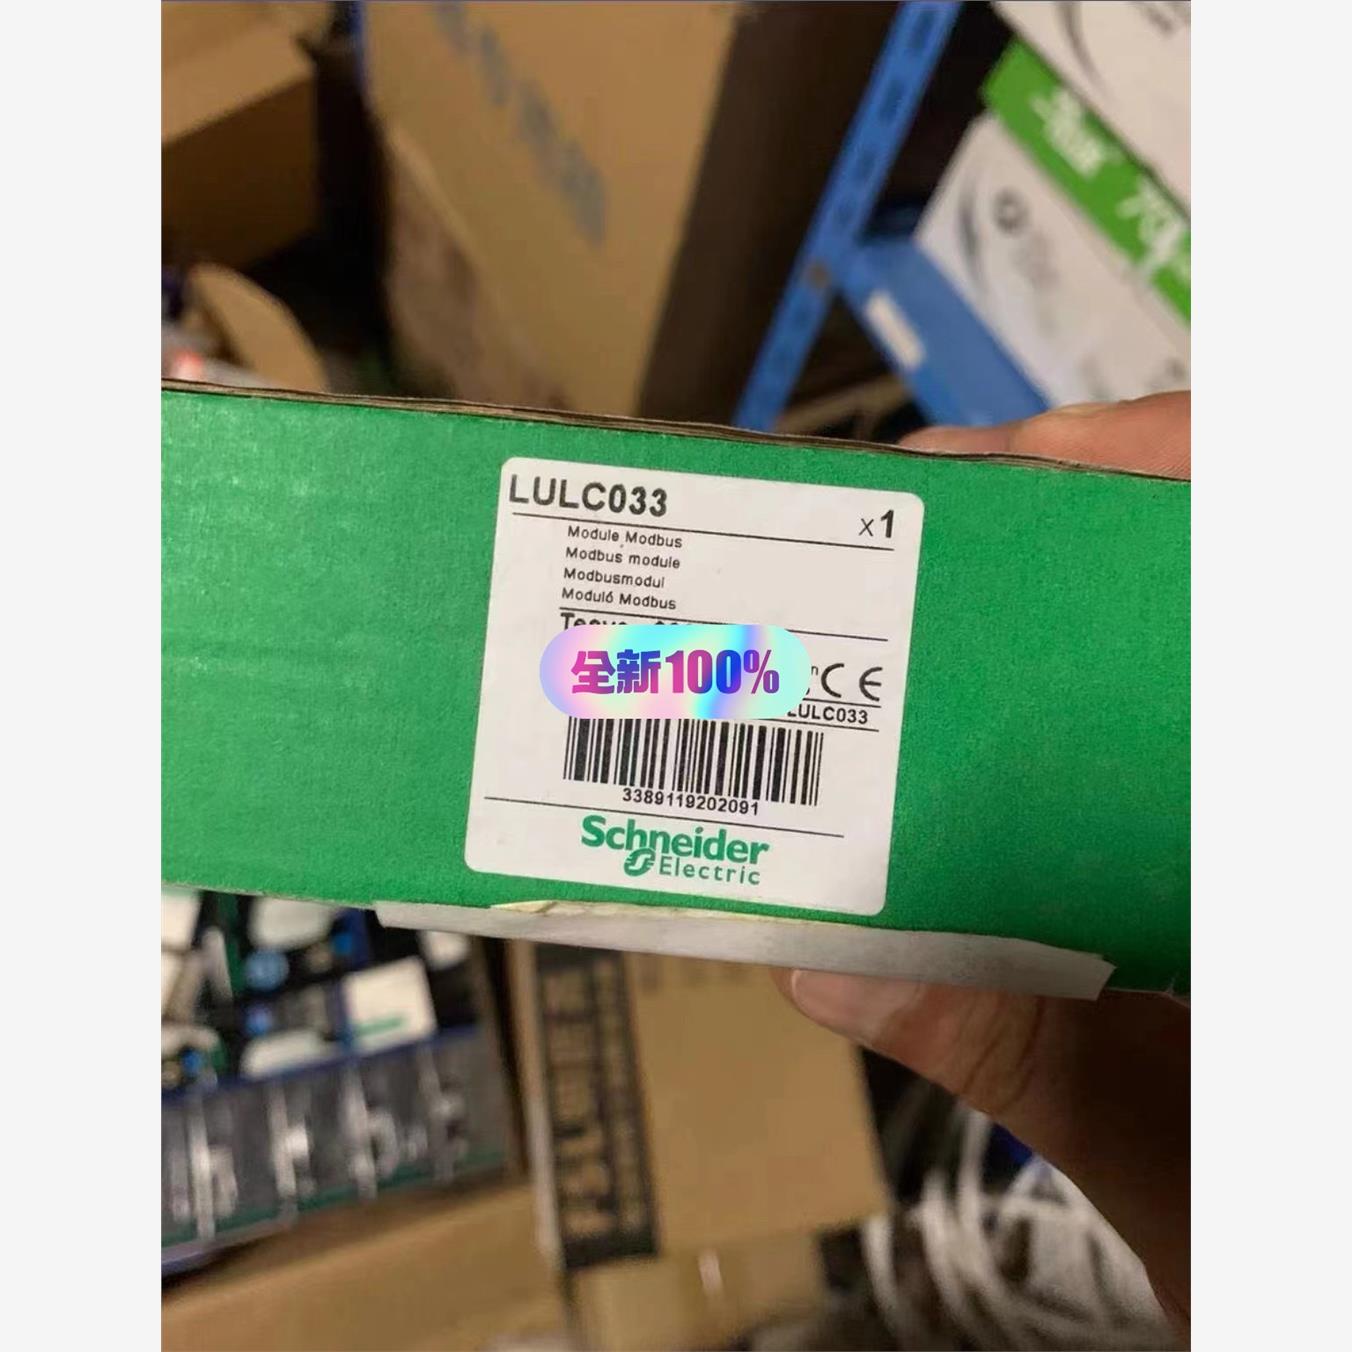 LULC033
x1
Module Modbus
Modbus module
Modbusmodul
Moduló Modbus
全新100%
CE
LULC033
3389119202091
Schneider
Electric